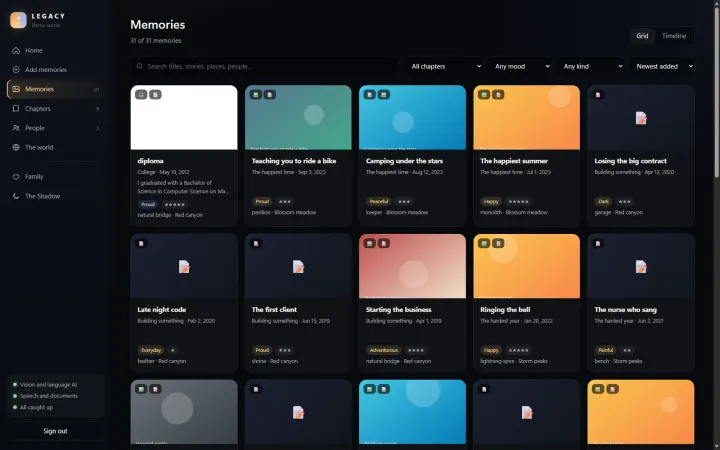 LEGACY
Demo world
Home
Add memories
Memories
31
Chapters
People
The world
Family
The Shadow
Vision and language AI
Speech and documents
All caught up
Sign out
Memories
31 of 31 memories
Grid
Timeline
Search titles, stories, places, people...
All chapters
Any mood
Any kind
Newest added
diploma
College · May 19, 2012
I graduated with a Bachelor of
Science in Computer Science on Ma...
Proud
★★★★★
natural bridge · Red canyon
Teaching you to ride a bike
The happiest time · Sep 3, 2023
Proud
★★★
pavilion · Blossom meadow
Camping under the stars
The happiest time · Aug 12, 2023
Peaceful
★★★
keeper · Blossom meadow
The happiest summer
The happiest time · Jul 1, 2023
Happy
★★★★★
monolith · Blossom meadow
Losing the big contract
Building something · Apr 12, 2020
Dark
★★★
garage · Red canyon
Late night code
Building something · Feb 2, 2020
Everyday
★
feather · Red canyon
The first client
Building something · Jun 15, 2019
Proud
★★★
shrine · Red canyon
Starting the business
Building something · Apr 1, 2019
Adventurous
★★★★
sparkling · Red canyon
Ringing the bell
The hardest year · Jan 20, 2022
Happy
★★★★★
lightning spire · Storm peaks
The nurse who sang
The hardest year · Jun 2, 2021
Painful
★★
bench · Storm peaks